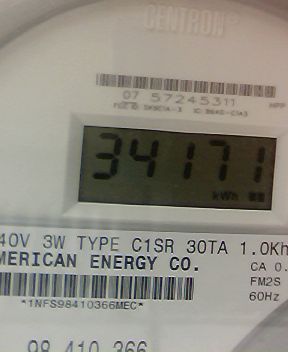 CENTRON®
07 57245311
34171
kWh
40V 3W TYPE C1SR 30TA 1.0Kh
MERICAN ENERGY CO.
CA 0.
FM2S
60Hz
*1NFS98410366MEC*
98 410 366